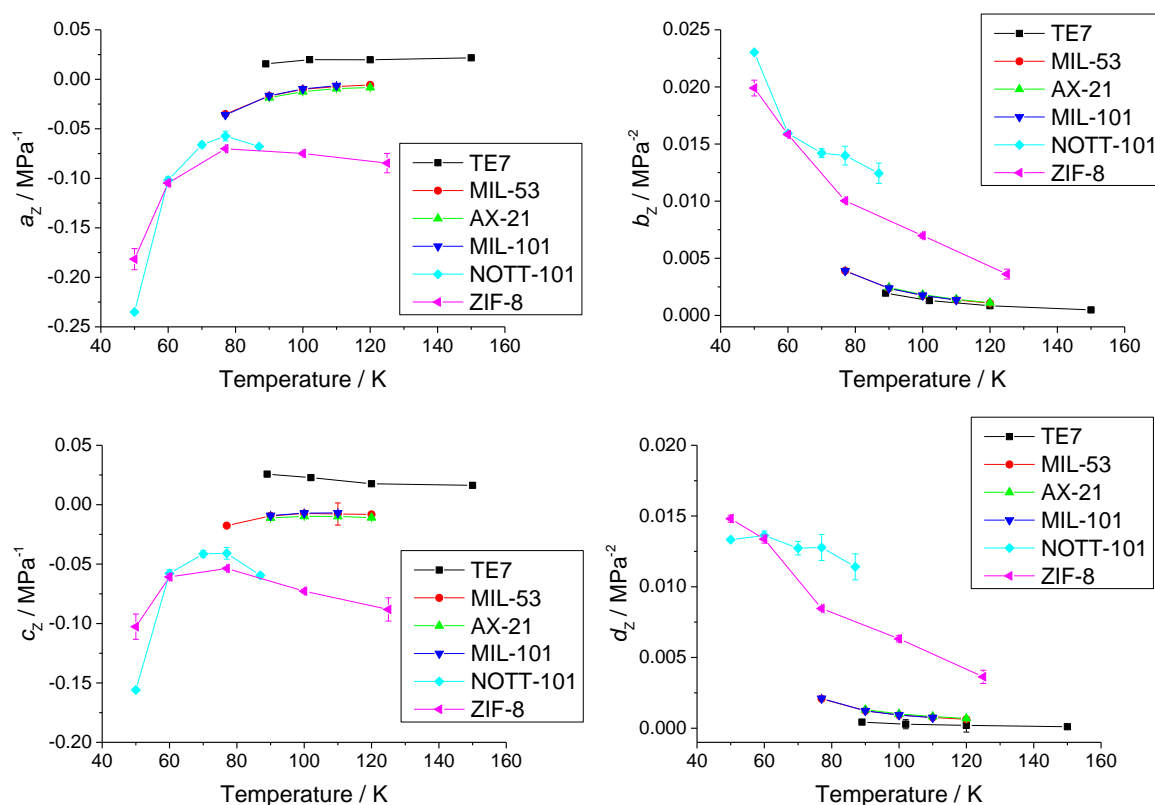 0.05
0.00
-0.05
-0.10
-0.15
-0.20
-0.25
a_Z / MPa⁻¹
40 60 80 100 120 140 160
Temperature / K
TE7
MIL-53
AX-21
MIL-101
NOTT-101
ZIF-8
0.025
0.020
0.015
0.010
0.005
0.000
b_Z / MPa⁻²
40 60 80 100 120 140 160
Temperature / K
TE7
MIL-53
AX-21
MIL-101
NOTT-101
ZIF-8
0.05
0.00
-0.05
-0.10
-0.15
-0.20
c_Z / MPa⁻¹
40 60 80 100 120 140 160
Temperature / K
TE7
MIL-53
AX-21
MIL-101
NOTT-101
ZIF-8
0.020
0.015
0.010
0.005
0.000
d_Z / MPa⁻²
40 60 80 100 120 140 160
Temperature / K
TE7
MIL-53
AX-21
MIL-101
NOTT-101
ZIF-8